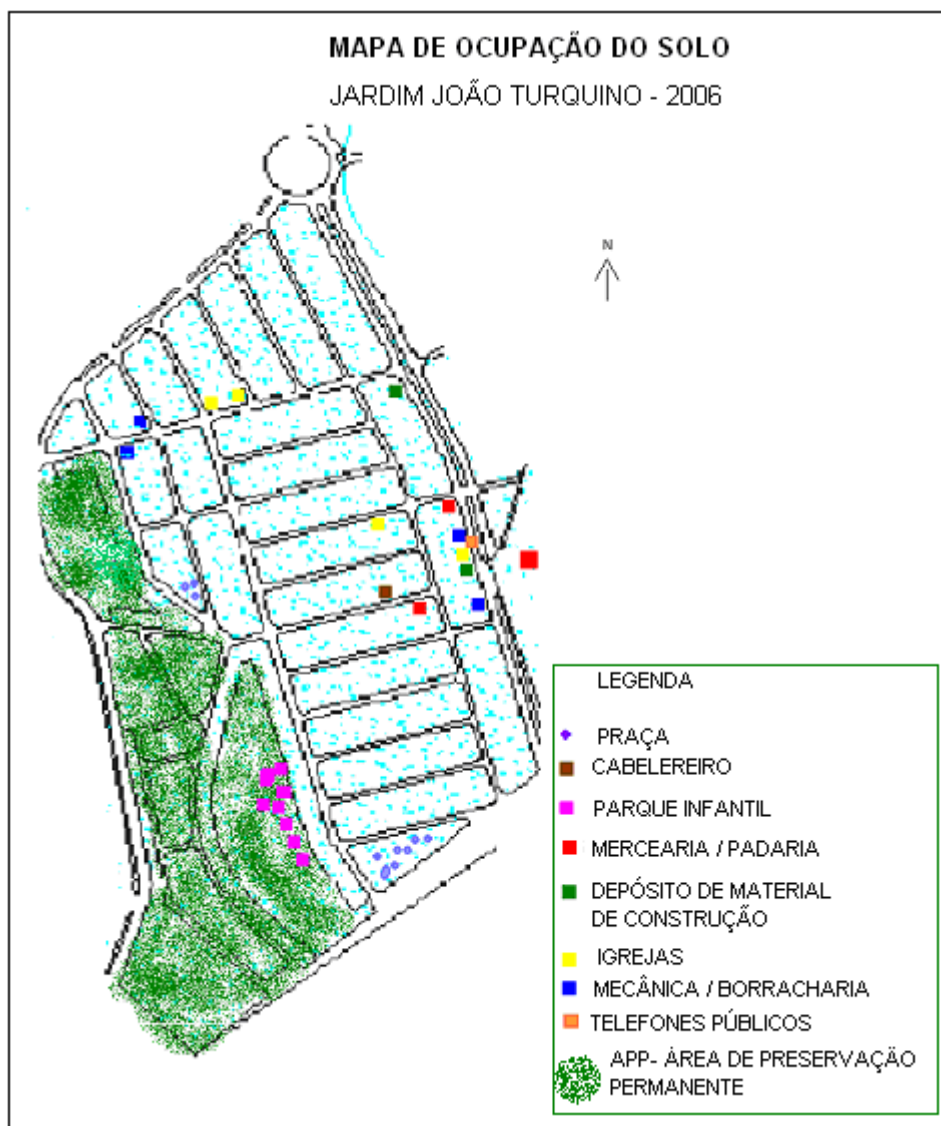 MAPA DE OCUPAÇÃO DO SOLO
JARDIM JOÃO TURQUINO - 2006
N
LEGENDA
PRAÇA
CABELEREIRO
PARQUE INFANTIL
MERCEARIA / PADARIA
DEPÓSITO DE MATERIAL
DE CONSTRUÇÃO
IGREJAS
MECÂNICA / BORRACHARIA
TELEFONES PÚBLICOS
APP- ÁREA DE PRESERVAÇÃO
PERMANENTE